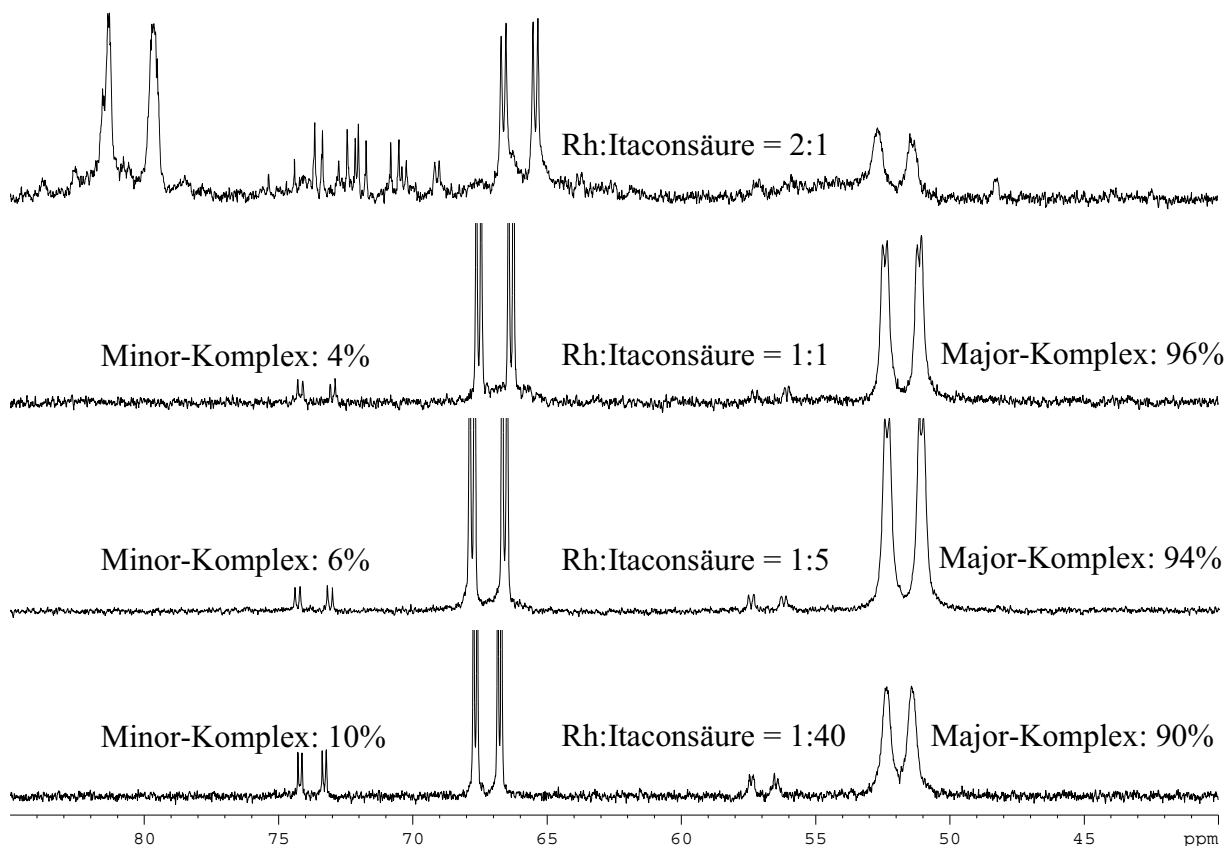 Rh:Itaconsäure = 2:1
Minor-Komplex: 4% Rh:Itaconsäure = 1:1 Major-Komplex: 96%
Minor-Komplex: 6% Rh:Itaconsäure = 1:5 Major-Komplex: 94%
Minor-Komplex: 10% Rh:Itaconsäure = 1:40 Major-Komplex: 90%
80 75 70 65 60 55 50 45 ppm